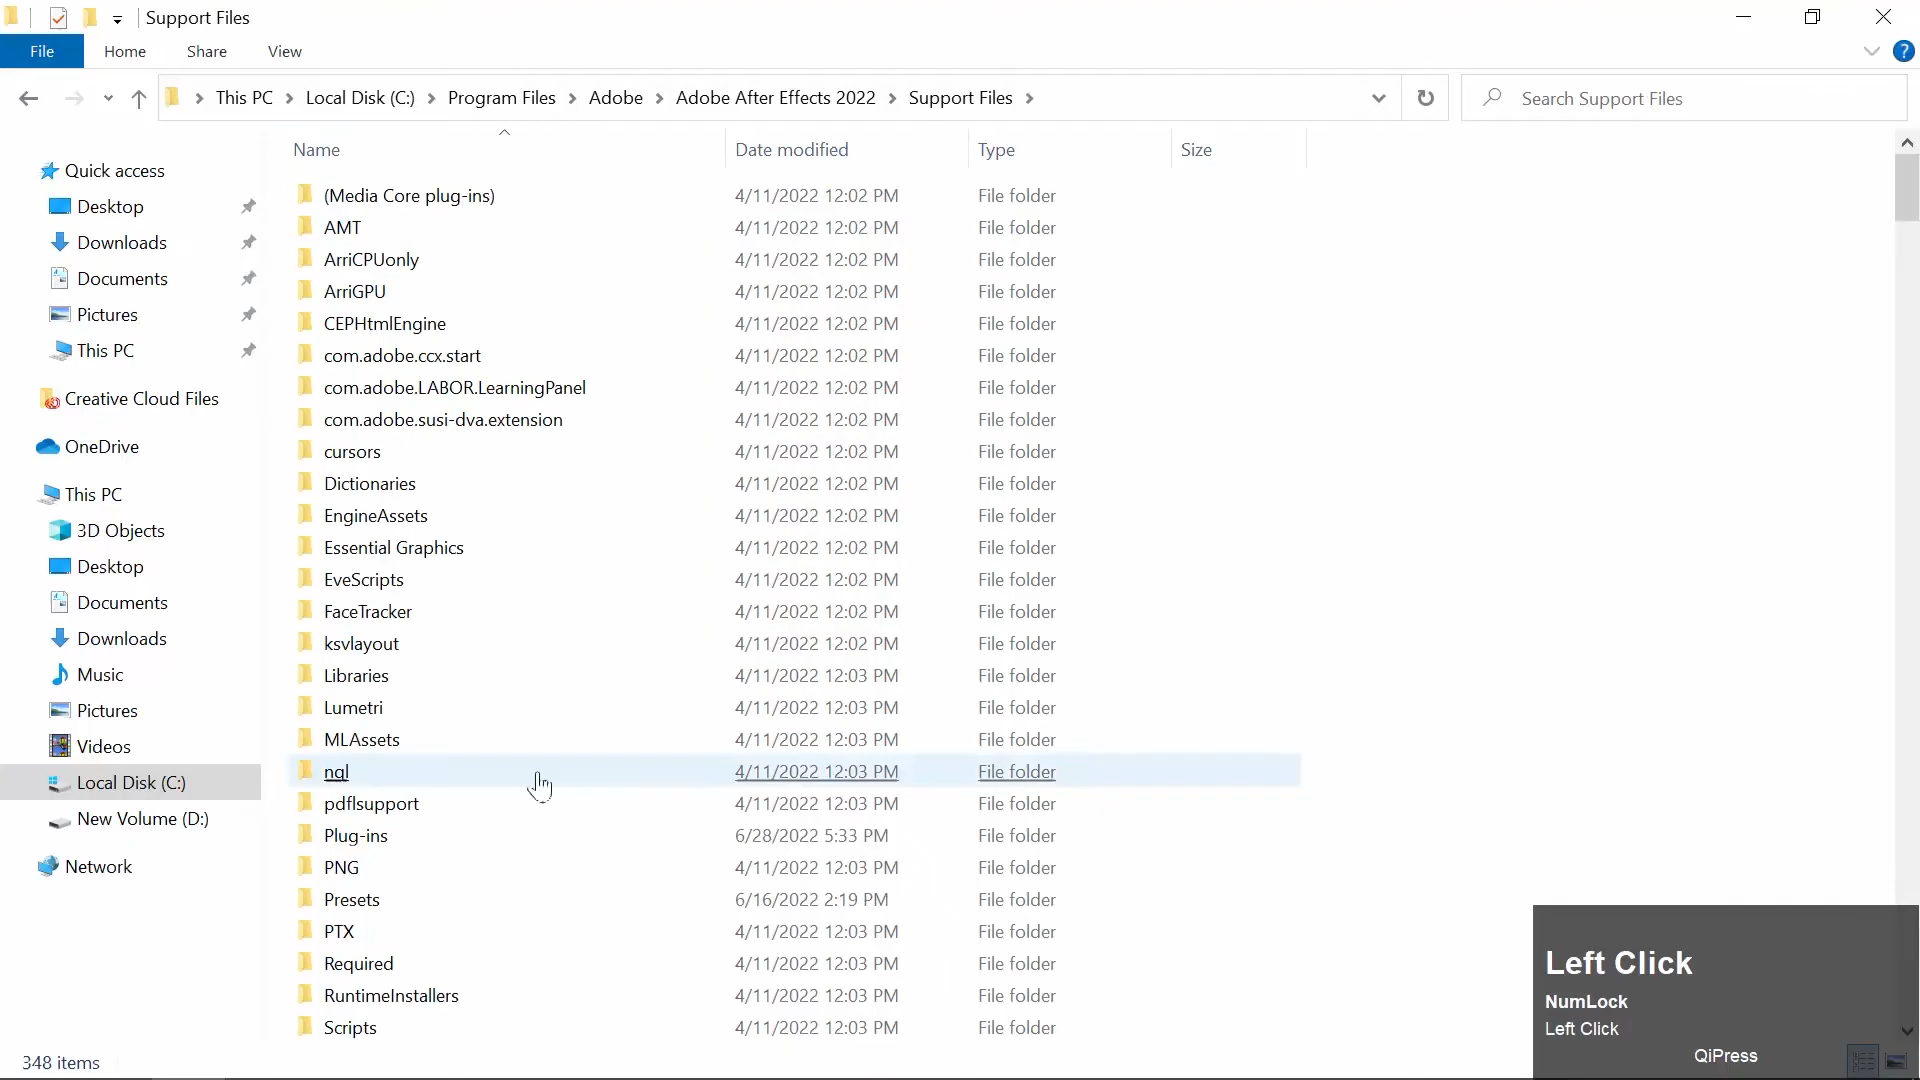 Support Files
File Home Share View
This PC Local Disk (C:) Program Files Adobe Adobe After Effects 2022 Support Files Search Support Files
Name Date modified Type Size
Quick access
Desktop
Downloads
Documents
Pictures
This PC
Creative Cloud Files
OneDrive
This PC
3D Objects
Desktop
Documents
Downloads
Music
Pictures
Videos
Local Disk (C:)
New Volume (D:)
Network
(Media Core plug-ins) 4/11/2022 12:02 PM File folder
AMT 4/11/2022 12:02 PM File folder
ArriCPUonly 4/11/2022 12:02 PM File folder
ArriGPU 4/11/2022 12:02 PM File folder
CEPHtmlEngine 4/11/2022 12:02 PM File folder
com.adobe.ccx.start 4/11/2022 12:02 PM File folder
com.adobe.LABOR.LearningPanel 4/11/2022 12:02 PM File folder
com.adobe.susi-dva.extension 4/11/2022 12:02 PM File folder
cursors 4/11/2022 12:02 PM File folder
Dictionaries 4/11/2022 12:02 PM File folder
EngineAssets 4/11/2022 12:02 PM File folder
Essential Graphics 4/11/2022 12:02 PM File folder
EveScripts 4/11/2022 12:02 PM File folder
FaceTracker 4/11/2022 12:02 PM File folder
ksvlayout 4/11/2022 12:02 PM File folder
Libraries 4/11/2022 12:03 PM File folder
Lumetri 4/11/2022 12:03 PM File folder
MLAssets 4/11/2022 12:03 PM File folder
ngl 4/11/2022 12:03 PM File folder
pdflsupport 4/11/2022 12:03 PM File folder
Plug-ins 6/28/2022 5:33 PM File folder
PNG 4/11/2022 12:03 PM File folder
Presets 6/16/2022 2:19 PM File folder
PTX 4/11/2022 12:03 PM File folder
Required 4/11/2022 12:03 PM File folder
RuntimeInstallers 4/11/2022 12:03 PM File folder
Scripts 4/11/2022 12:03 PM File folder
348 items
Left Click
NumLock
Left Click
QiPress